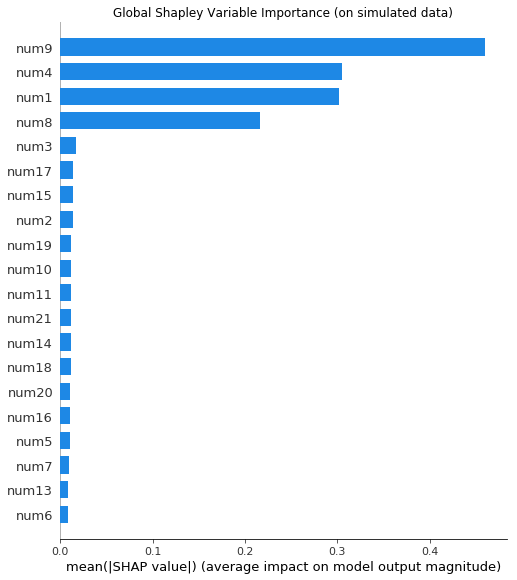 Global Shapley Variable Importance (on simulated data)
num9
num4
num1
num8
num3
num17
num15
num2
num19
num10
num11
num21
num14
num18
num20
num16
num5
num7
num13
num6
0.0 0.1 0.2 0.3 0.4
mean(|SHAP value|) (average impact on model output magnitude)